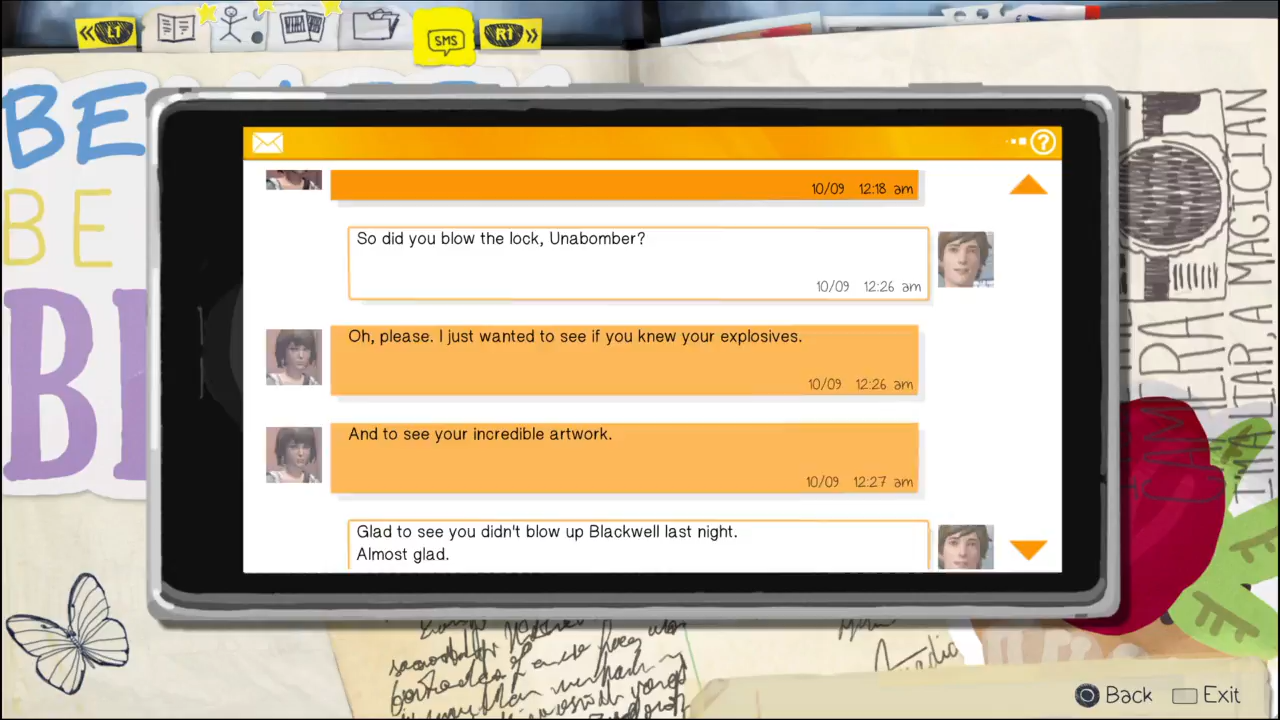 L1
SMS
R1
BE
BE
10/09 12:18 am
So did you blow the lock, Unabomber?
10/09 12:26 am
Oh, please. I just wanted to see if you knew your explosives.
10/09 12:26 am
And to see your incredible artwork.
10/09 12:27 am
Glad to see you didn't blow up Blackwell last night.
Almost glad.
CAMERA
LIAR, A MAGICIAN
Back
Exit